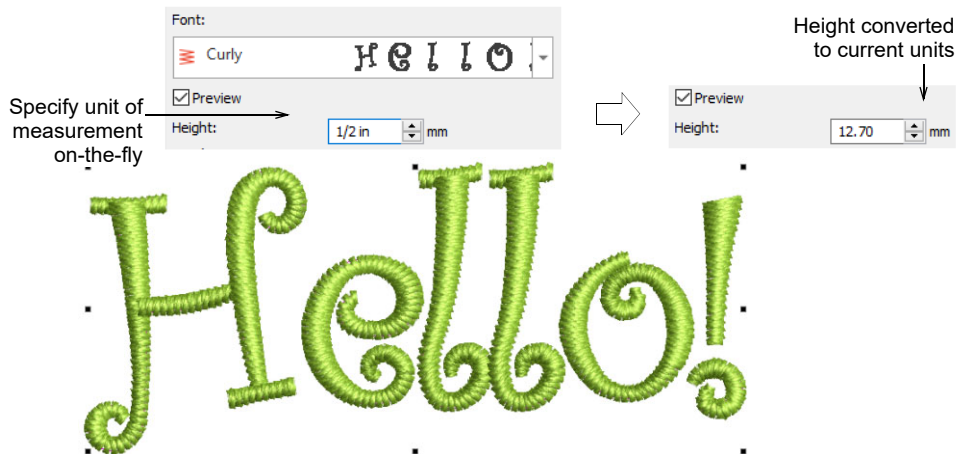 Font:
Curly
Hello!
Preview
Height:
1/2 in
mm
Specify unit of
measurement
on-the-fly
Height converted
to current units
Preview
Height:
12.70
mm
Hello!